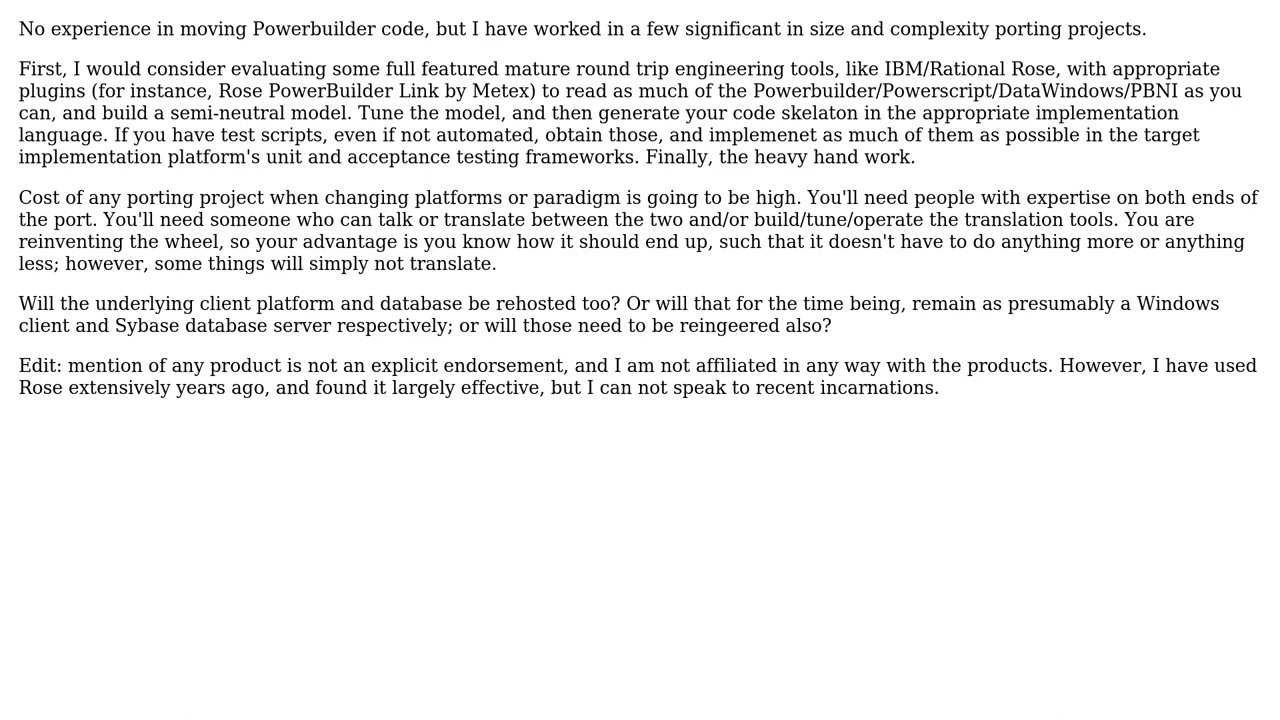 No experience in moving Powerbuilder code, but I have worked in a few significant in size and complexity porting projects.
First, I would consider evaluating some full featured mature round trip engineering tools, like IBM/Rational Rose, with appropriate
plugins (for instance, Rose PowerBuilder Link by Metex) to read as much of the Powerbuilder/Powerscript/DataWindows/PBNI as you
can, and build a semi-neutral model. Tune the model, and then generate your code skelaton in the appropriate implementation
language. If you have test scripts, even if not automated, obtain those, and implemenet as much of them as possible in the target
implementation platform's unit and acceptance testing frameworks. Finally, the heavy hand work.
Cost of any porting project when changing platforms or paradigm is going to be high. You'll need people with expertise on both ends of
the port. You'll need someone who can talk or translate between the two and/or build/tune/operate the translation tools. You are
reinventing the wheel, so your advantage is you know how it should end up, such that it doesn't have to do anything more or anything
less; however, some things will simply not translate.
Will the underlying client platform and database be rehosted too? Or will that for the time being, remain as presumably a Windows
client and Sybase database server respectively; or will those need to be reingeered also?
Edit: mention of any product is not an explicit endorsement, and I am not affiliated in any way with the products. However, I have used
Rose extensively years ago, and found it largely effective, but I can not speak to recent incarnations.